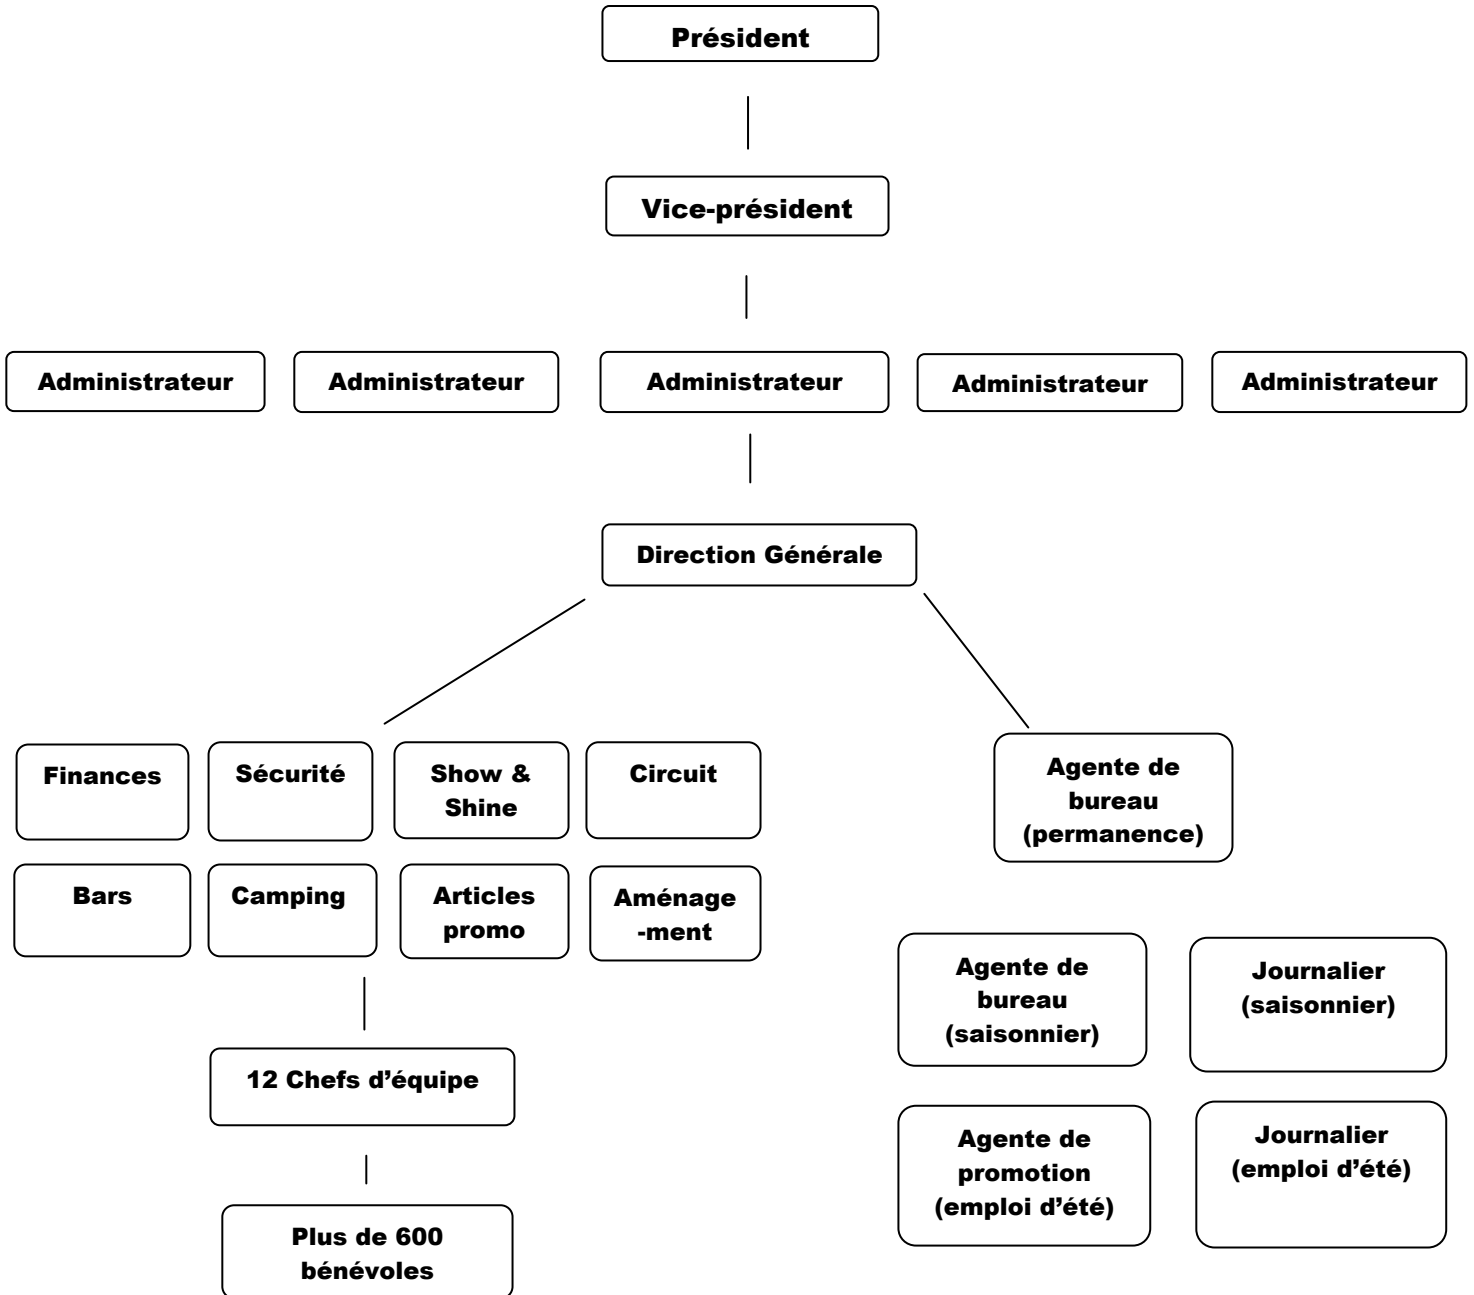 Président
Vice-président
Administrateur
Administrateur
Administrateur
Administrateur
Administrateur
Direction Générale
Finances
Sécurité
Show &
Shine
Circuit
Agente de
bureau
(permanence)
Bars
Camping
Articles
promo
Aménage
-ment
Agente de
bureau
(saisonnier)
Journalier
(saisonnier)
12 Chefs d’équipe
Agente de
promotion
(emploi d’été)
Journalier
(emploi d’été)
Plus de 600
bénévoles